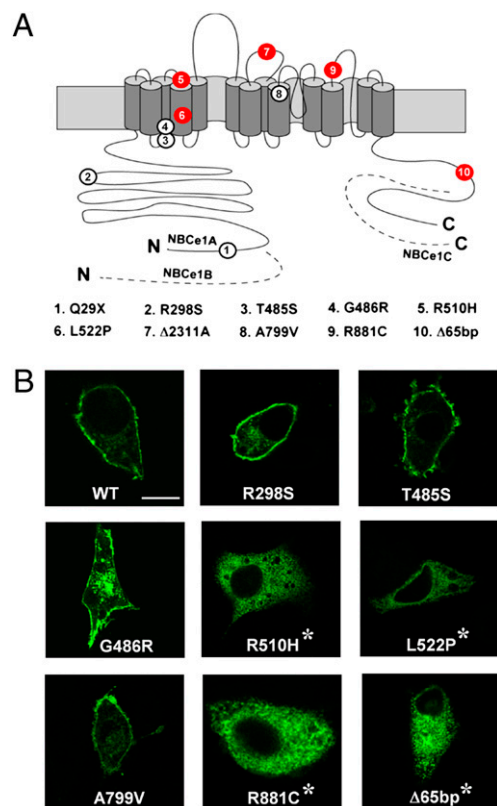 A
7
9
5
8
6
4
3
2
10
NBCe1A
N
1
C
C
NBCe1C
NBCe1B
N
1. Q29X 2. R298S 3. T485S 4. G486R 5. R510H
6. L522P 7. Δ2311A 8. A799V 9. R881C 10. Δ65bp
B
WT R298S T485S
G486R R510H* L522P*
A799V R881C* Δ65bp*